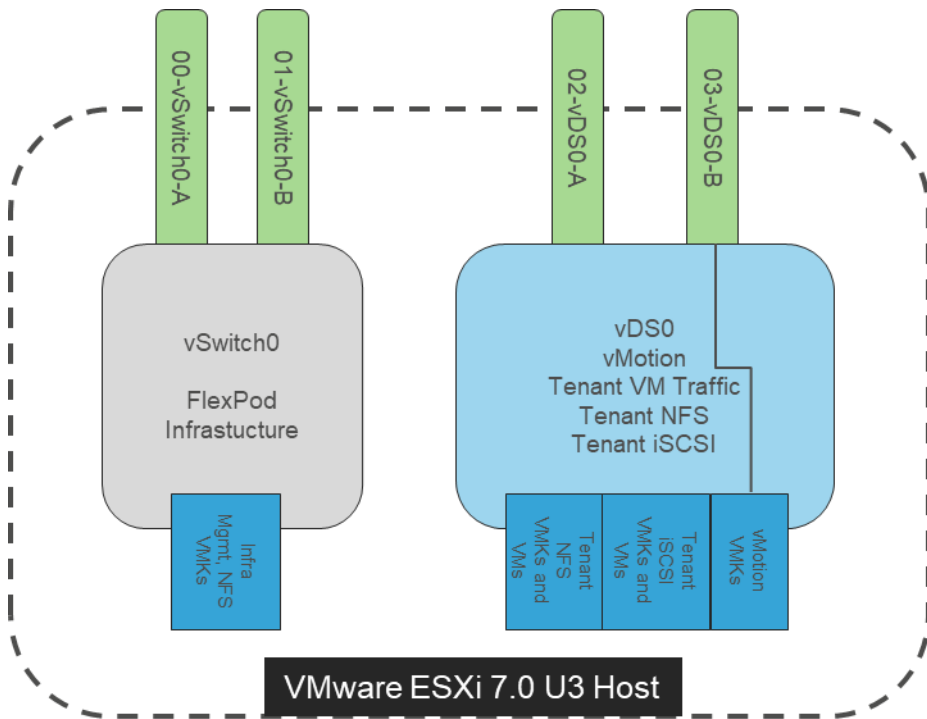 00-vSwitch0-A
01-vSwitch0-B
02-vDS0-A
03-vDS0-B
vSwitch0
FlexPod
Infrastucture
vDS0
vMotion
Tenant VM Traffic
Tenant NFS
Tenant iSCSI
Infra
Mgmt, NFS
VMKs
Tenant
NFS
VMKs and
VMs
Tenant
iSCSI
VMKs and
VMs
vMotion
VMKs
VMware ESXi 7.0 U3 Host